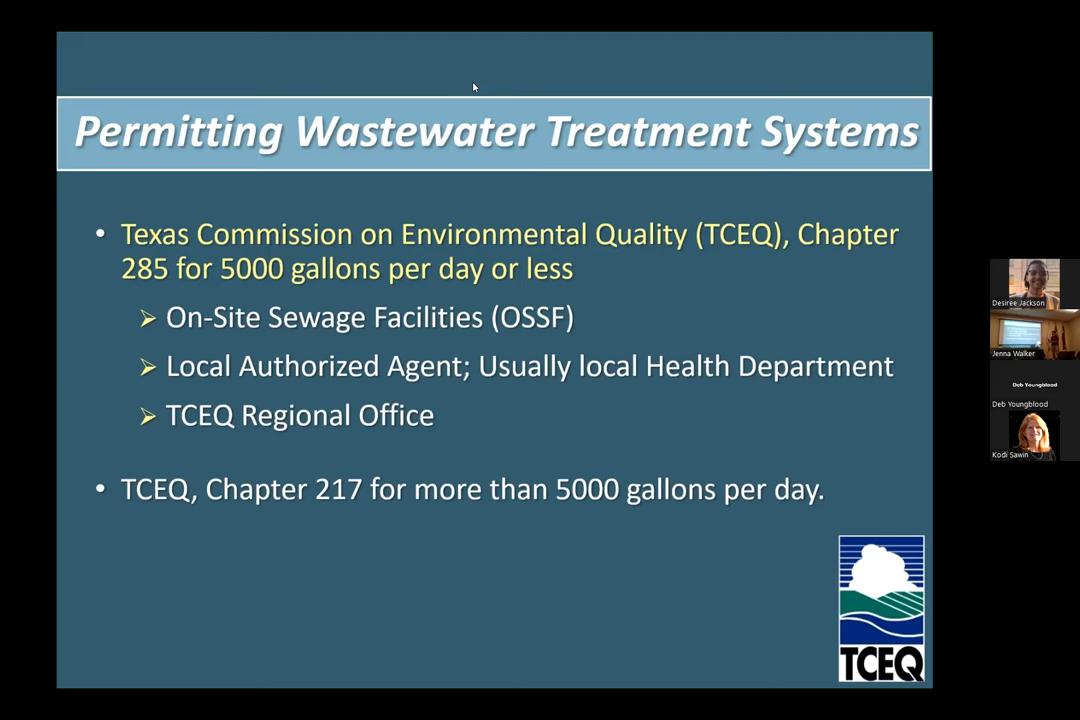 Permitting Wastewater Treatment Systems
• Texas Commission on Environmental Quality (TCEQ), Chapter
285 for 5000 gallons per day or less
➢ On-Site Sewage Facilities (OSSF)
➢ Local Authorized Agent; Usually local Health Department
➢ TCEQ Regional Office
• TCEQ, Chapter 217 for more than 5000 gallons per day.
TCEQ
Desiree Jackson
Jenna Walker
Deb Youngblood
Deb Youngblood
Kodi Sawin